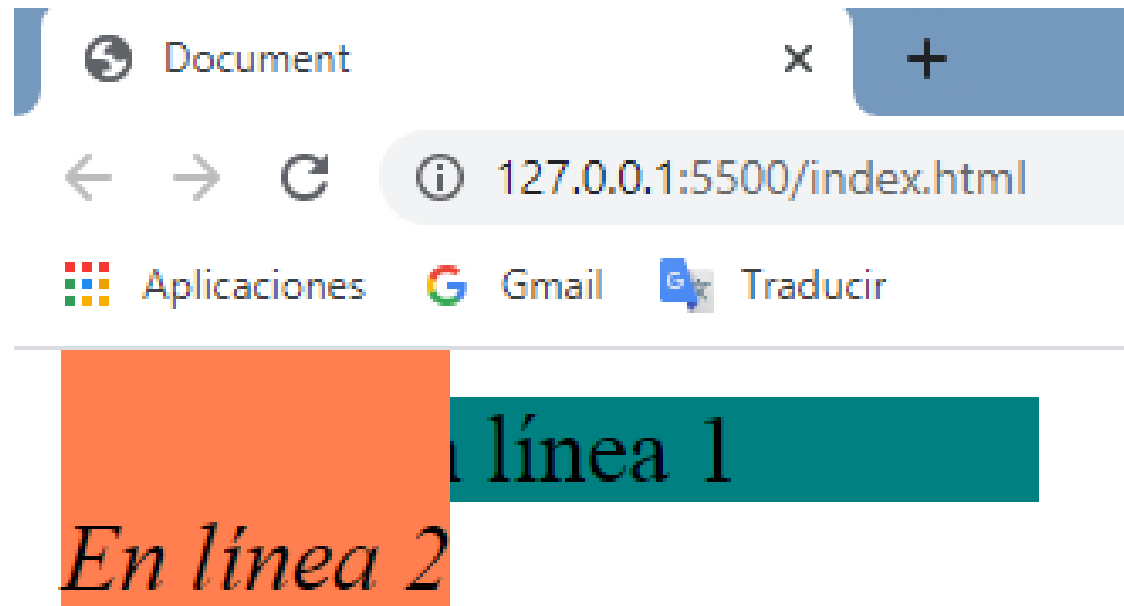 Document
127.0.0.1:5500/index.html
Aplicaciones Gmail Traducir
línea 1
En línea 2